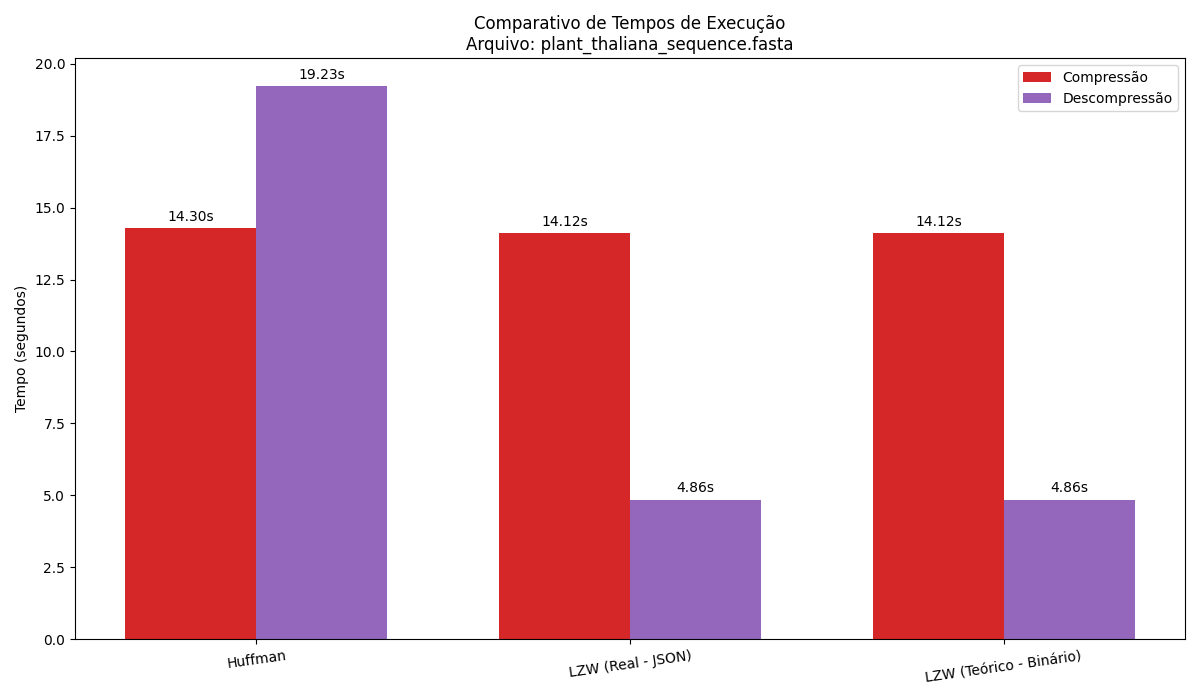 Comparativo de Tempos de Execução
Arquivo: plant_thaliana_sequence.fasta
Compressão
Descompressão
Tempo (segundos)
20.0
17.5
15.0
12.5
10.0
7.5
5.0
2.5
0.0
14.30s
19.23s
14.12s
4.86s
14.12s
4.86s
Huffman
LZW (Real - JSON)
LZW (Teórico - Binário)